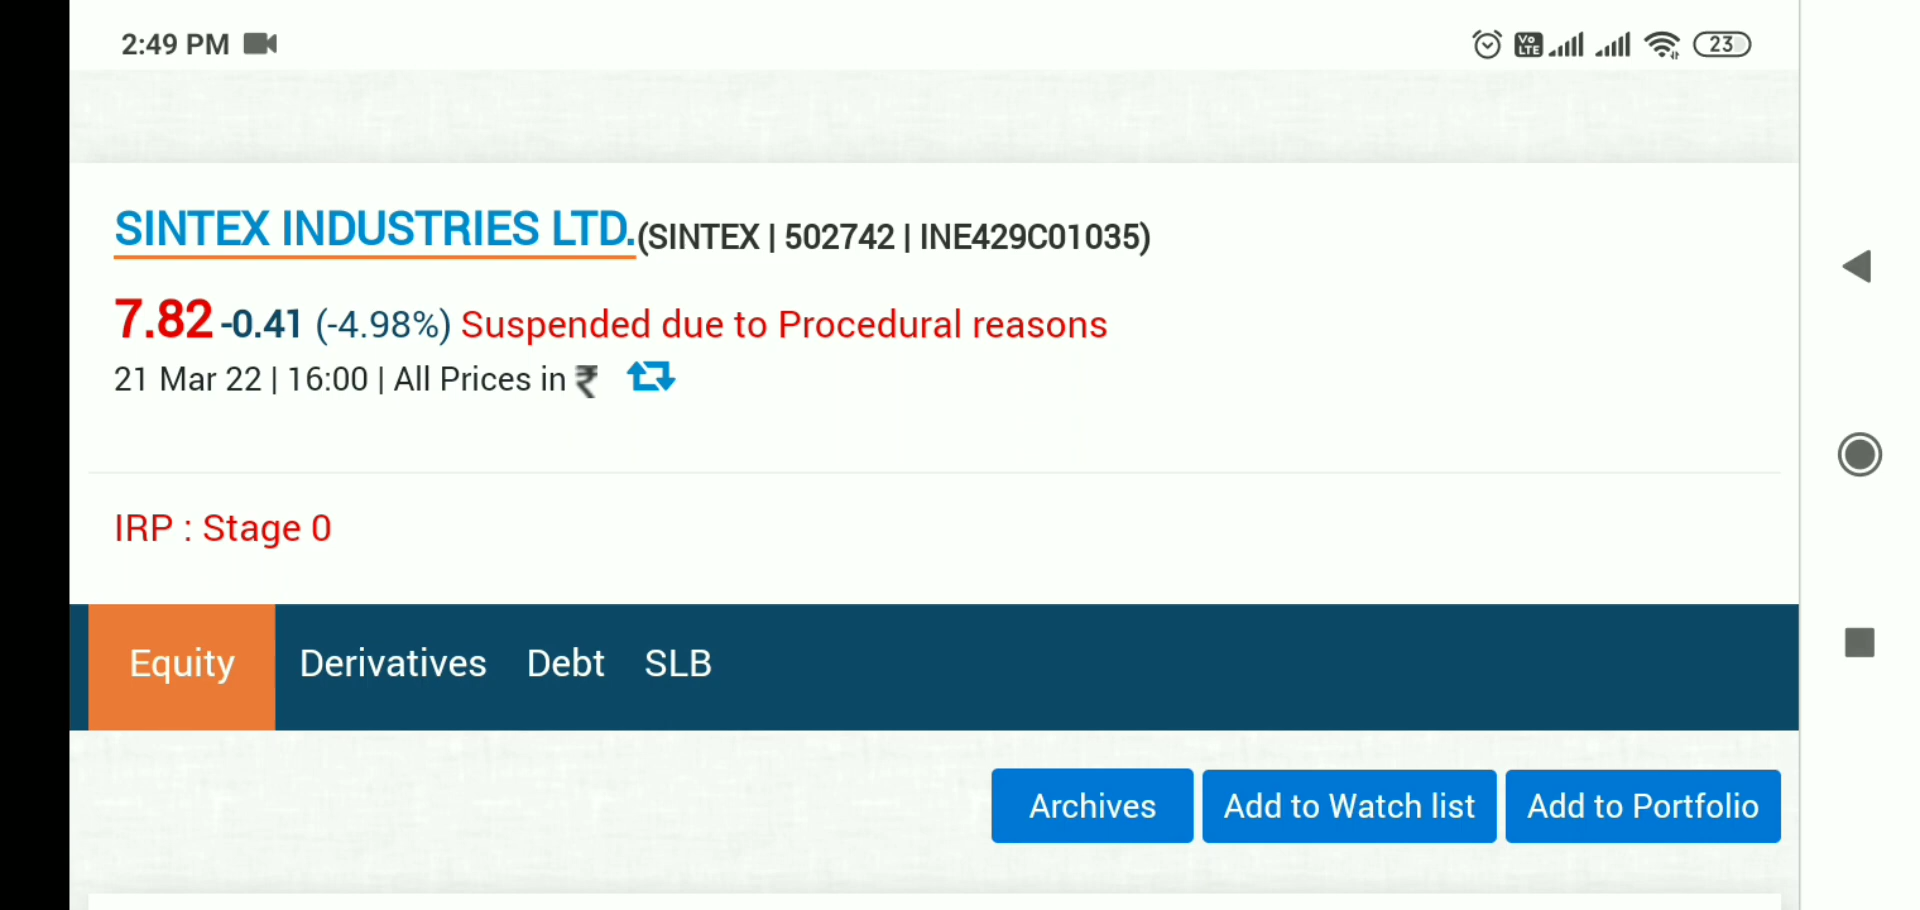 2:49 PM
Vo LTE
23
SINTEX INDUSTRIES LTD.(SINTEX | 502742 | INE429C01035)
7.82 -0.41 (-4.98%) Suspended due to Procedural reasons
21 Mar 22 | 16:00 | All Prices in ₹
IRP : Stage 0
Equity Derivatives Debt SLB
Archives Add to Watch list Add to Portfolio